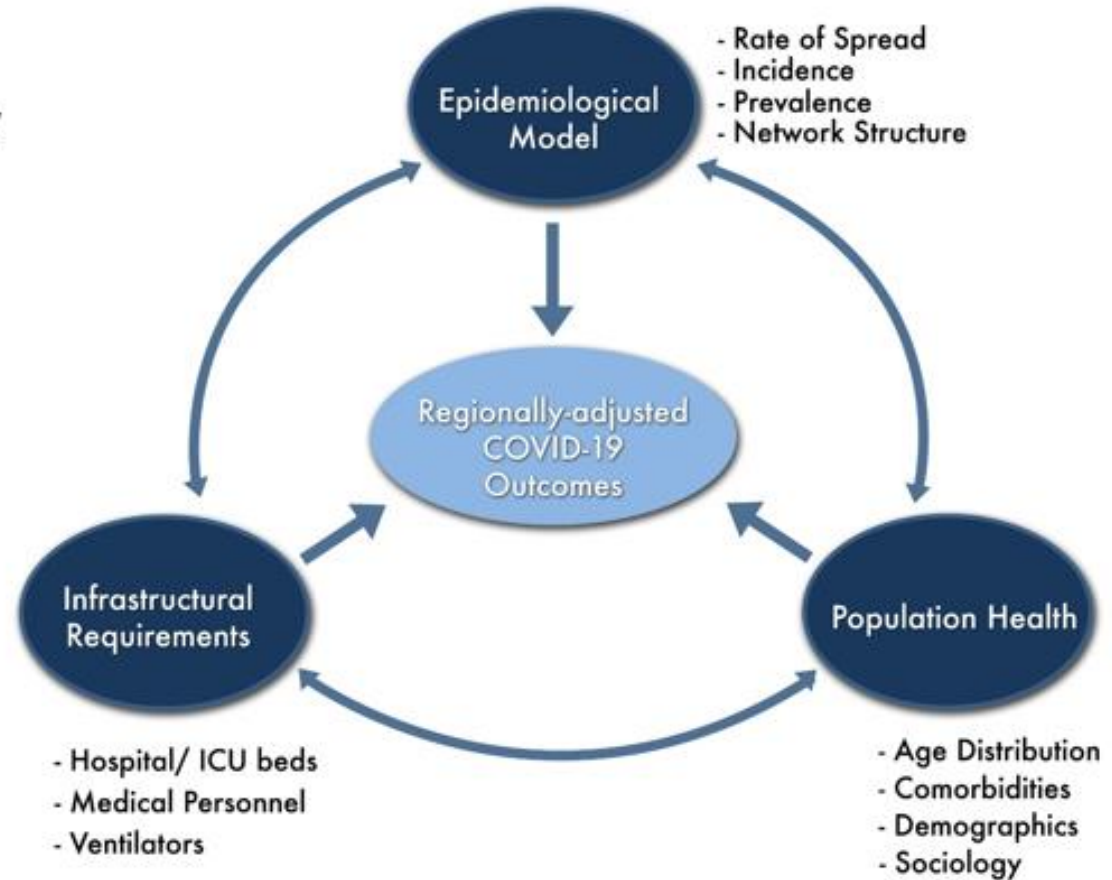 Epidemiological
Model
- Rate of Spread
- Incidence
- Prevalence
- Network Structure
Regionally-adjusted
COVID-19
Outcomes
Infrastructural
Requirements
- Hospital/ ICU beds
- Medical Personnel
- Ventilators
Population Health
- Age Distribution
- Comorbidities
- Demographics
- Sociology